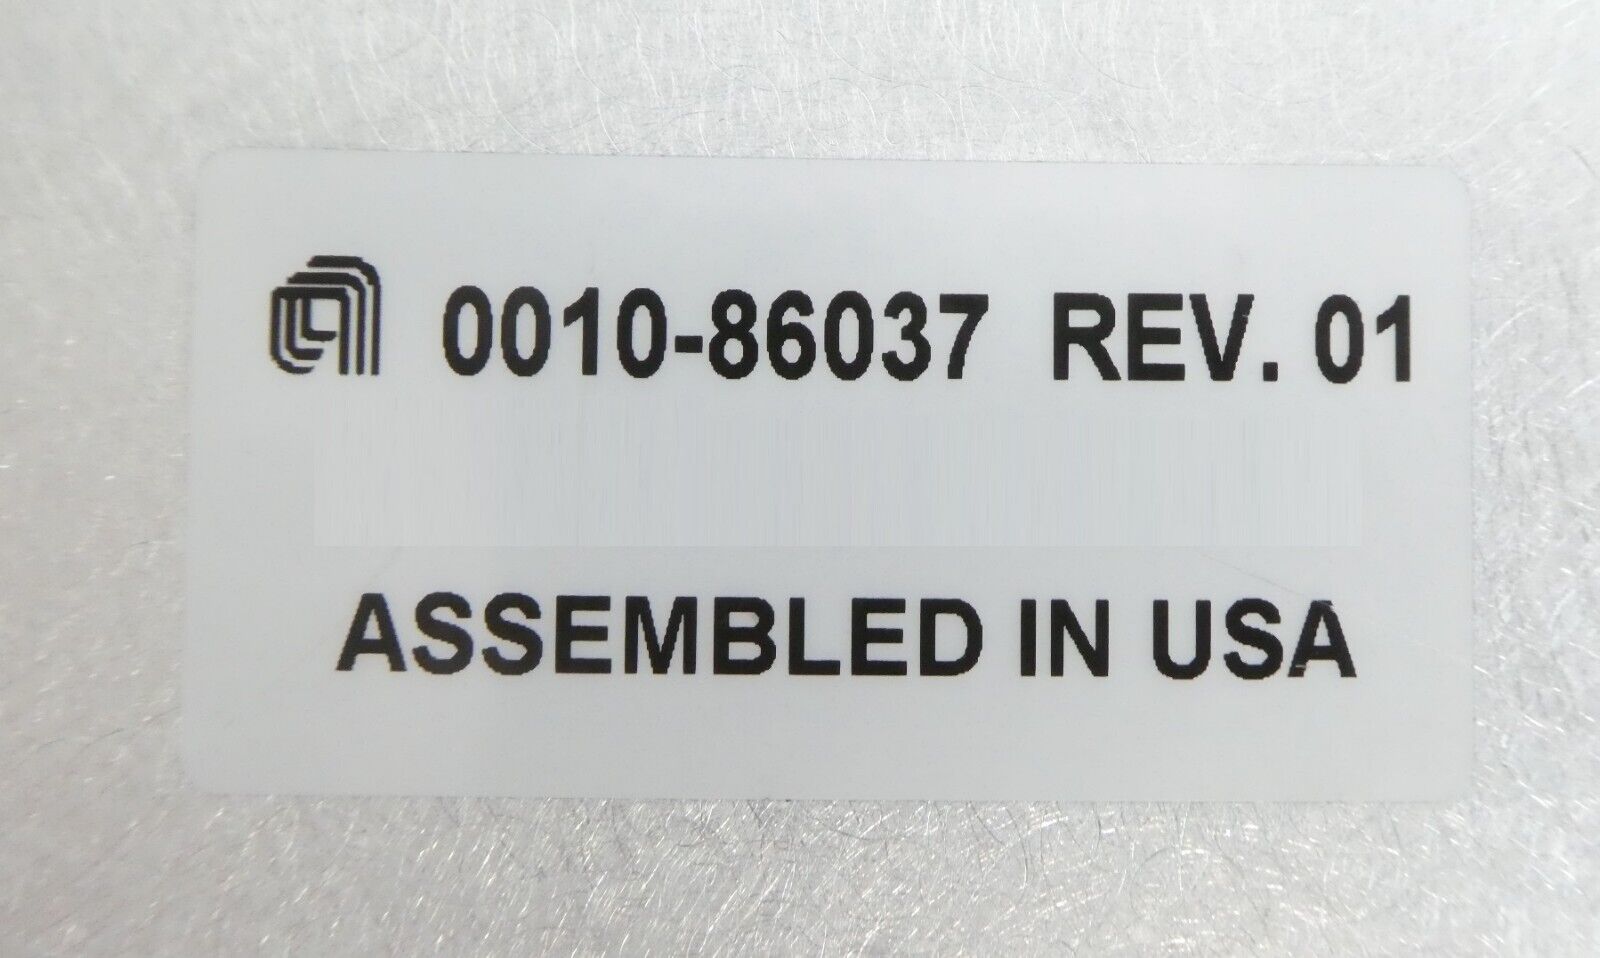 0010-86037 REV. 01
ASSEMBLED IN USA